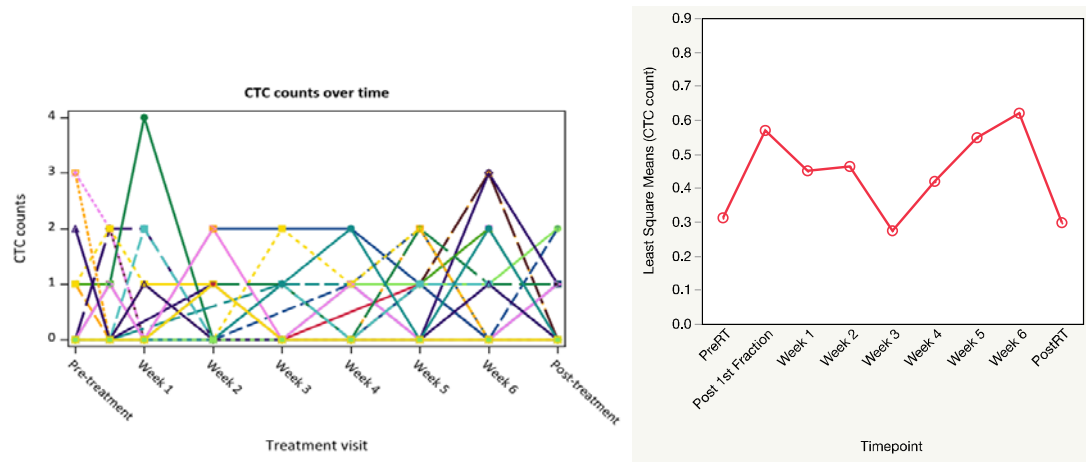 CTC counts over time
CTC counts
4
3
2
1
0
Pre-treatment
Week 1
Week 2
Week 3
Week 4
Week 5
Week 6
Post-treatment
Treatment visit
Least Square Means (CTC count)
0.9
0.8
0.7
0.6
0.5
0.4
0.3
0.2
0.1
0.0
PreRT
Post 1st Fraction
Week 1
Week 2
Week 3
Week 4
Week 5
Week 6
PostRT
Timepoint